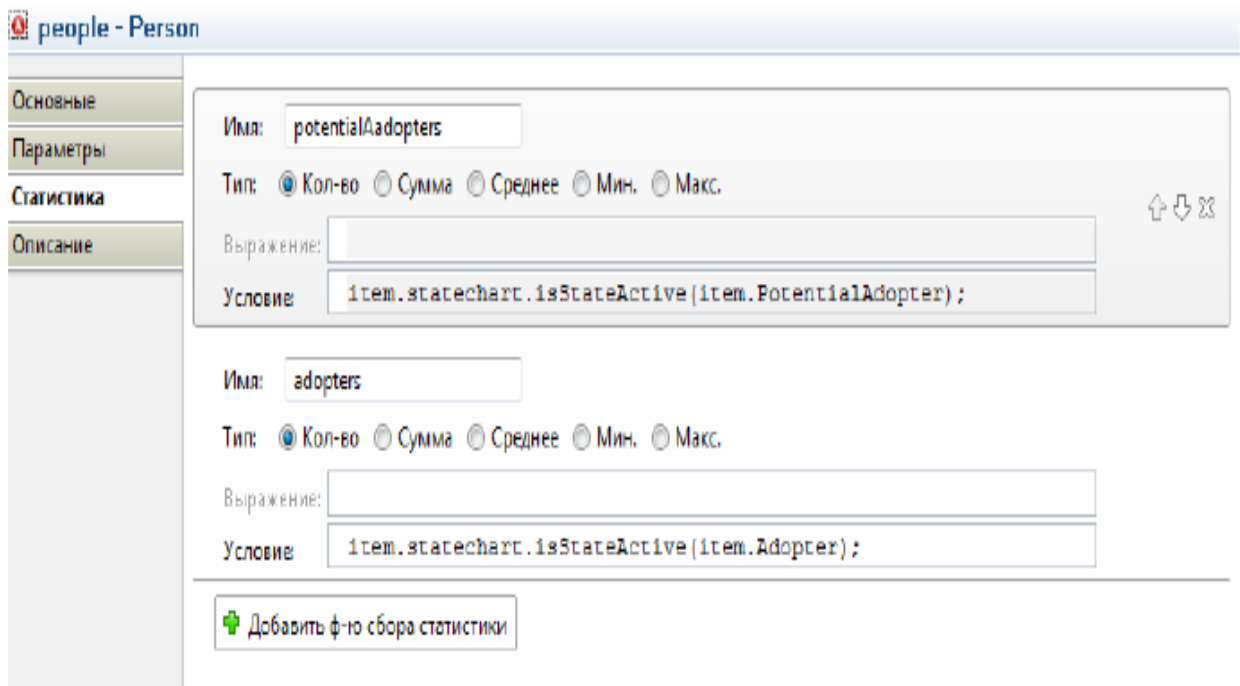 people - Person
Основные
Параметры
Статистика
Описание
Имя: potentialAadopters
Тип: Кол-во Сумма Среднее Мин. Макс.
Выражение:
Условие: item.statechart.isStateActive(item.PotentialAdopter);
Имя: adopters
Тип: Кол-во Сумма Среднее Мин. Макс.
Выражение:
Условие: item.statechart.isStateActive(item.Adopter);
Добавить ф-ю сбора статистики